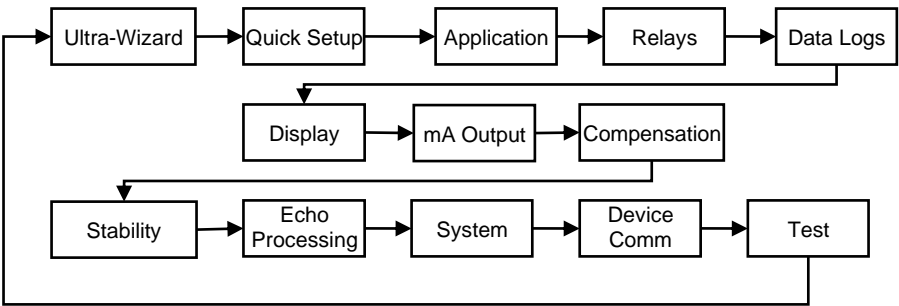 Ultra-Wizard
Quick Setup
Application
Relays
Data Logs
Display
mA Output
Compensation
Stability
Echo
Processing
System
Device
Comm
Test